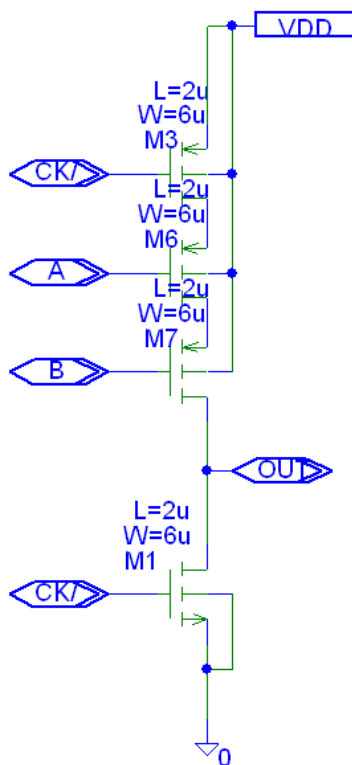 VDD
L=2u
W=6u
M3
CK/
L=2u
W=6u
M6
A
L=2u
W=6u
M7
B
OUT
L=2u
W=6u
M1
CK/
0